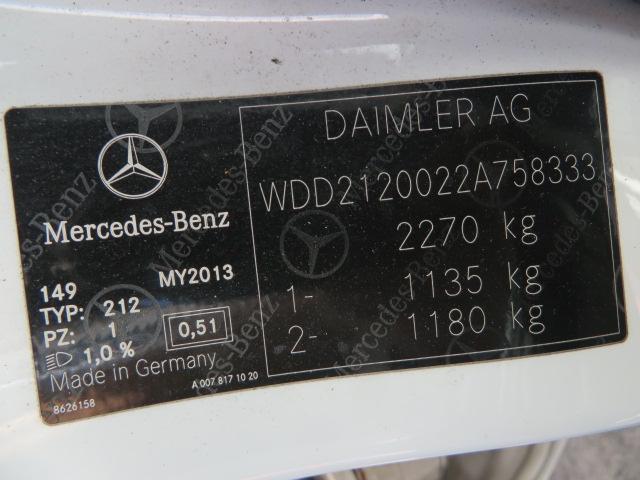 Mercedes-Benz
149 MY2013
TYP: 212
PZ: 1 0,51
1,0 %
Made in Germany
8626158 A 007 817 10 20
DAIMLER AG
WDD2120022A758333
2270 kg
1- 1135 kg
2- 1180 kg